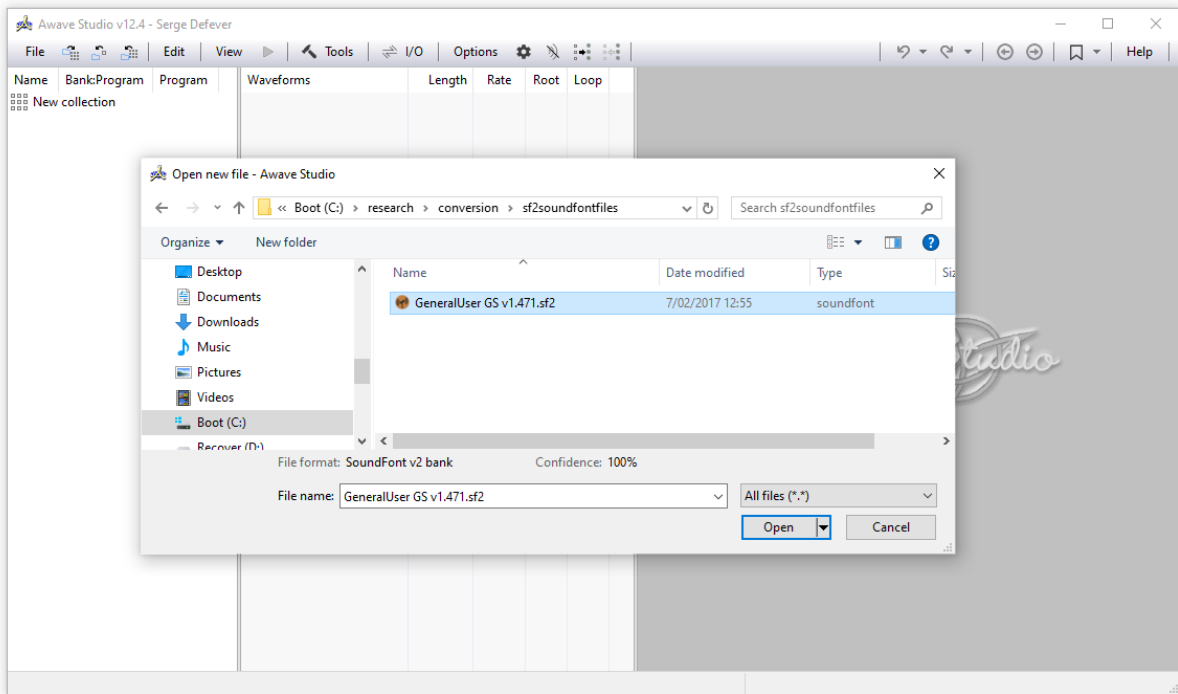 Awave Studio v12.4 - Serge Defever
File Edit View Tools I/O Options Help
Name Bank:Program Program Waveforms Length Rate Root Loop
New collection
Open new file - Awave Studio
« Boot (C:) › research › conversion › sf2soundfontfiles Search sf2soundfontfiles
Organize New folder
Desktop
Documents
Downloads
Music
Pictures
Videos
Boot (C:)
Recover (D:)
Name Date modified Type
GeneralUser GS v1.471.sf2 7/02/2017 12:55 soundfont
Studio
File format: SoundFont v2 bank Confidence: 100%
File name: GeneralUser GS v1.471.sf2 All files (*.*)
Open Cancel